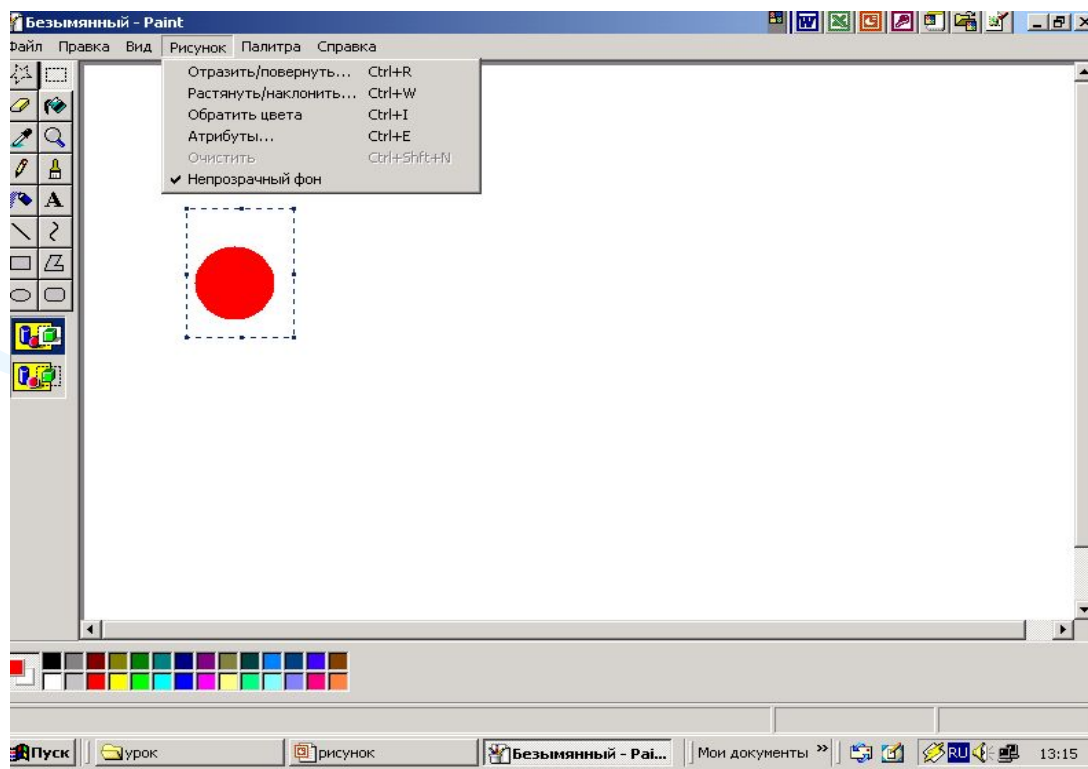 Безымянный - Paint
Файл Правка Вид Рисунок Палитра Справка
Отразить/повернуть... Ctrl+R
Растянуть/наклонить... Ctrl+W
Обратить цвета Ctrl+I
Атрибуты... Ctrl+E
Очистить Ctrl+Shft+N
Непрозрачный фон
A
Пуск урок рисунок Безымянный - Pai... Мои документы » RU 13:15